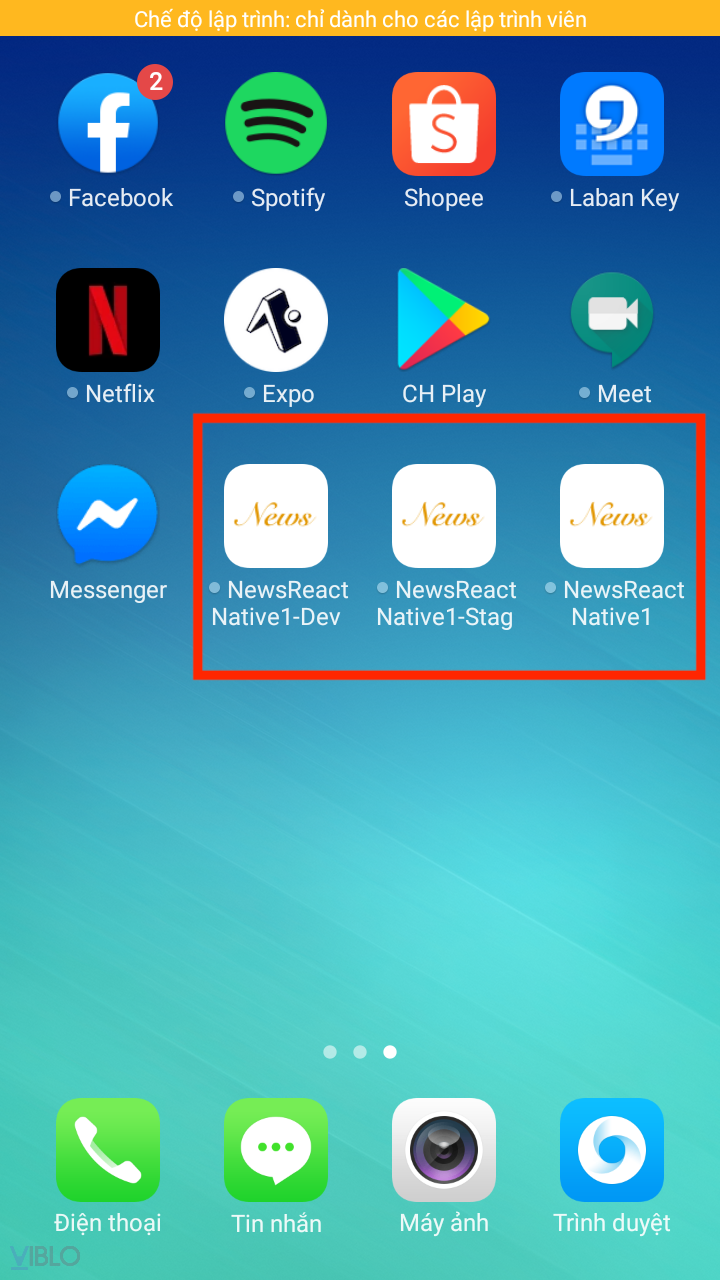 Chế độ lập trình: chỉ dành cho các lập trình viên
2
Facebook
Spotify
Shopee
Laban Key
Netflix
Expo
CH Play
Meet
Messenger
News
NewsReact
Native1-Dev
News
NewsReact
Native1-Stag
News
NewsReact
Native1
Điện thoại
Tin nhắn
Máy ảnh
Trình duyệt
VIBLO